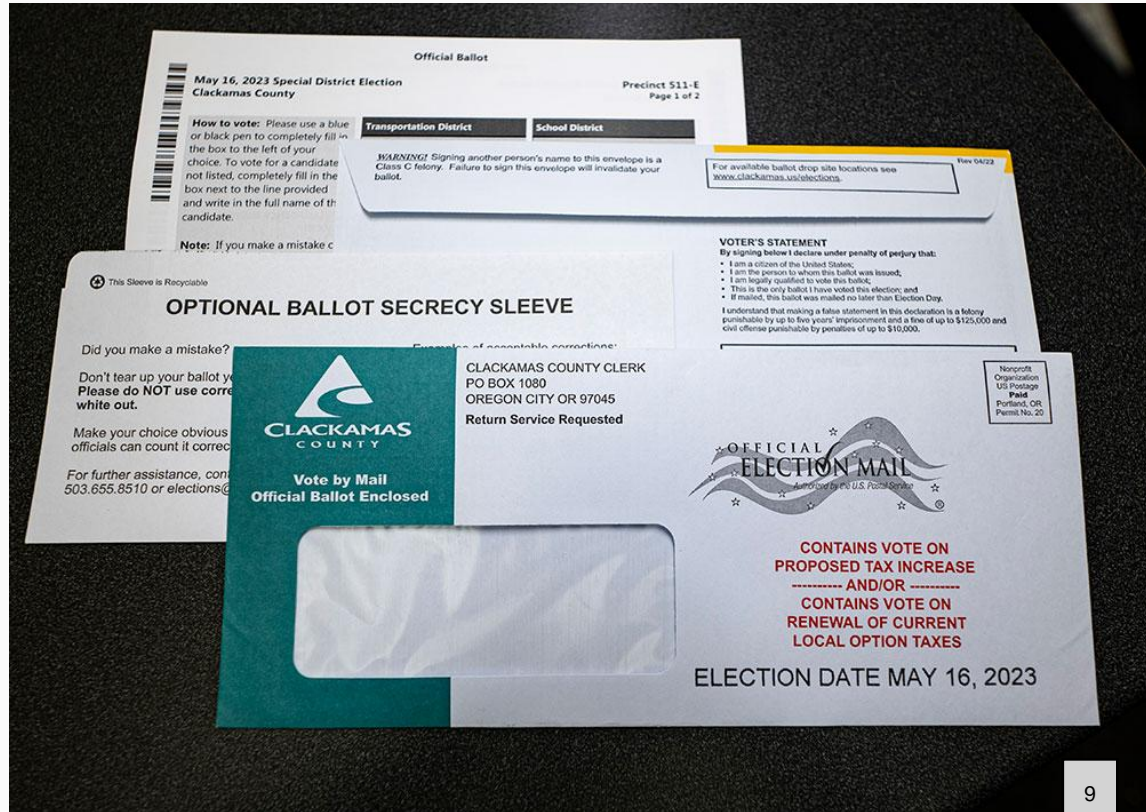 Official Ballot
May 16, 2023 Special District Election
Clackamas County
Precinct 511-E
Page 1 of 2
How to vote: Please use a blue
or black pen to completely fill in
the box to the left of your
choice. To vote for a candidate
not listed, completely fill in the
box next to the line provided
and write in the full name of th
candidate.
Note: If you make a mistake c
Transportation District
School District
WARNING! Signing another person's name to this envelope is a
Class C felony. Failure to sign this envelope will invalidate your
ballot.
For available ballot drop site locations see
www.clackamas.us/elections.
Rev 04/22
VOTER'S STATEMENT
By signing below I declare under penalty of perjury that:
• I am a citizen of the United States;
• I am the person to whom this ballot was issued;
• I am legally qualified to vote this ballot;
• This is the only ballot I have voted this election; and
• If mailed, this ballot was mailed no later than Election Day.
I understand that making a false statement in this declaration is a felony
punishable by up to five years' imprisonment and a fine of up to $125,000 and
civil offense punishable by penalties of up to $10,000.
This Sleeve is Recyclable
OPTIONAL BALLOT SECRECY SLEEVE
Did you make a mistake?
Examples of acceptable corrections:
Don't tear up your ballot ye
Please do NOT use corre
white out.
Make your choice obvious
officials can count it correc
For further assistance, con
503.655.8510 or elections@
CLACKAMAS
COUNTY
Vote by Mail
Official Ballot Enclosed
CLACKAMAS COUNTY CLERK
PO BOX 1080
OREGON CITY OR 97045
Return Service Requested
Nonprofit
Organization
US Postage
Paid
Portland, OR
Permit No. 20
OFFICIAL
ELECTION MAIL
Authorized by the U.S. Postal Service
®
CONTAINS VOTE ON
PROPOSED TAX INCREASE
---------- AND/OR ----------
CONTAINS VOTE ON
RENEWAL OF CURRENT
LOCAL OPTION TAXES
ELECTION DATE MAY 16, 2023
9